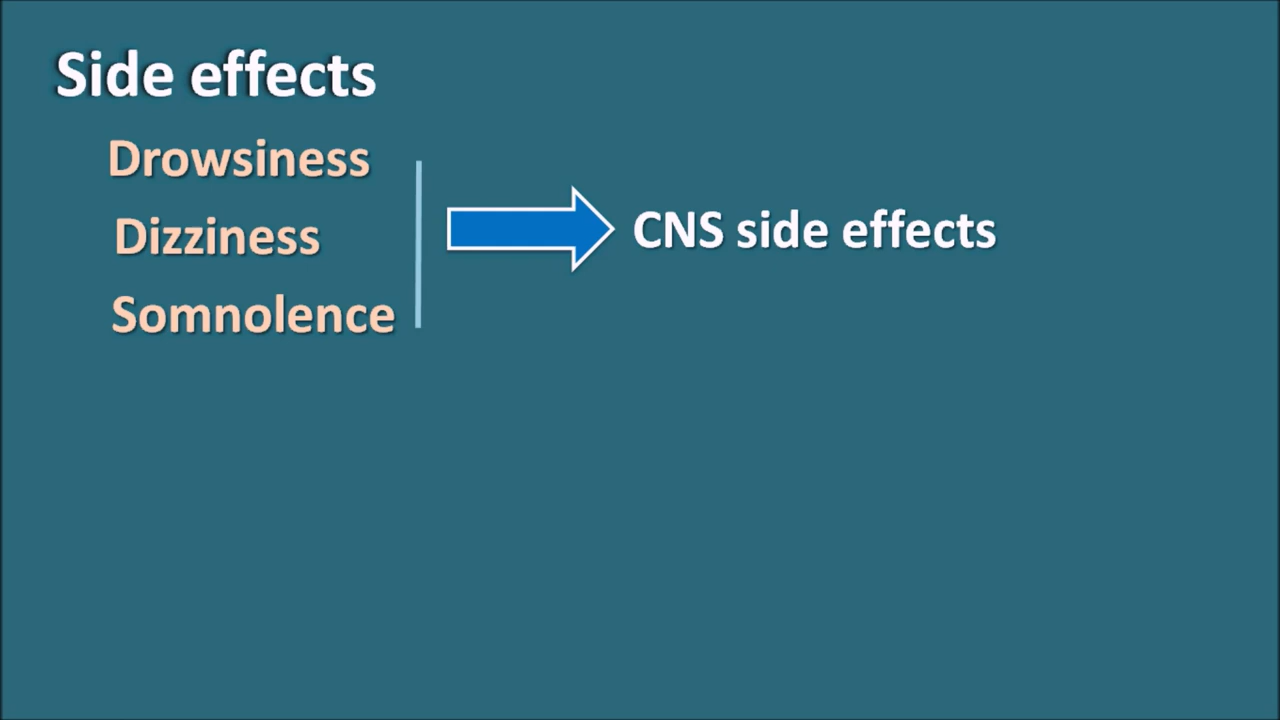 Side effects
Drowsiness
Dizziness
Somnolence
CNS side effects